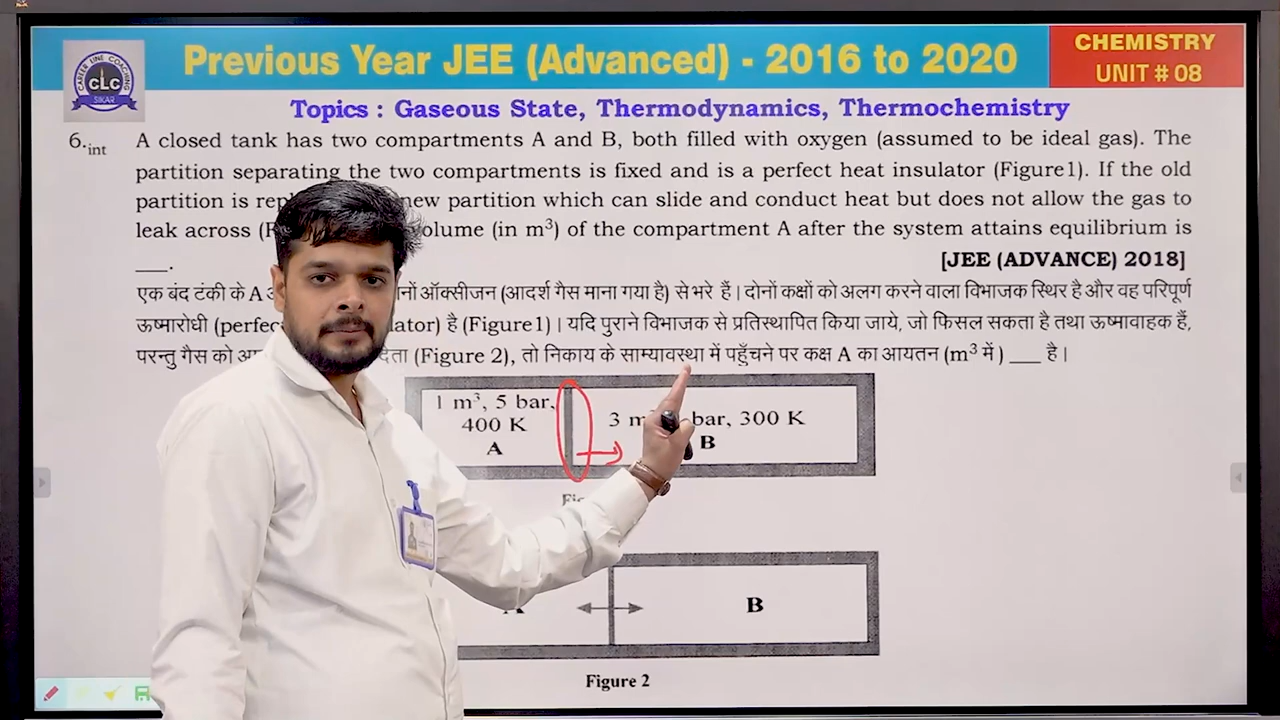 Previous Year JEE (Advanced) - 2016 to 2020
CHEMISTRY
UNIT # 08
CLC
SIKAR
Topics : Gaseous State, Thermodynamics, Thermochemistry
6.int A closed tank has two compartments A and B, both filled with oxygen (assumed to be ideal gas). The
partition separating the two compartments is fixed and is a perfect heat insulator (Figure1). If the old
partition is new partition which can slide and conduct heat but does not allow the gas to
leak across (in m³) of the compartment A after the system attains equilibrium is
___.
[JEE (ADVANCE) 2018]
एक बंद टंकी के A ऑक्सीजन (आदर्श गैस माना गया है) से भरे हैं। दोनों कक्षों को अलग करने वाला विभाजक स्थिर है और वह परिपूर्ण
ऊष्मारोधी है (Figure1)। यदि पुराने विभाजक से प्रतिस्थापित किया जाये, जो फिसल सकता है तथा ऊष्मावाहक हैं,
परन्तु गैस को (Figure 2), तो निकाय के साम्यावस्था में पहुँचने पर कक्ष A का आयतन (m³ में) ___ है।
1 m³, 5 bar,
400 K
A
3 bar, 300 K
B
B
Figure 2